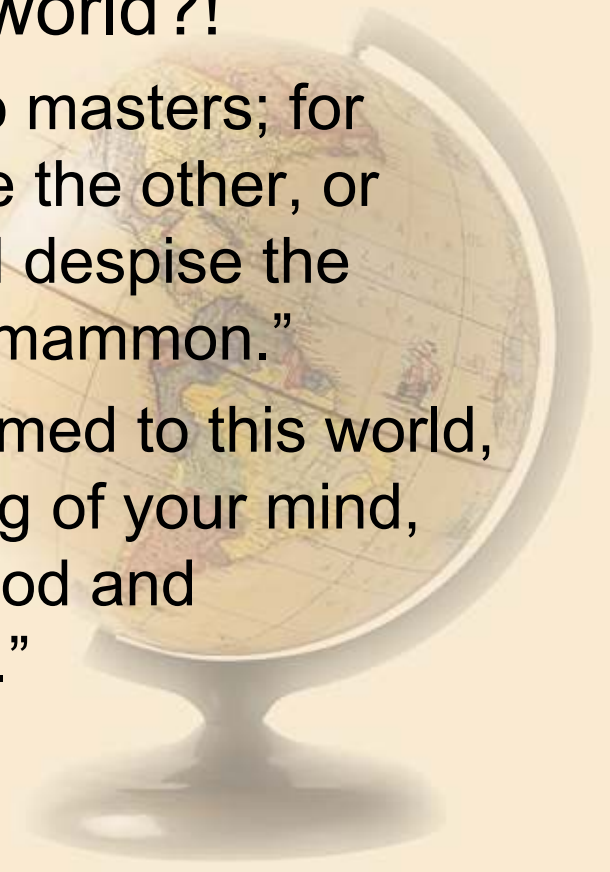 world?!
masters; for
e the other, or
despise the
mammon.”
med to this world,
g of your mind,
od and
.”